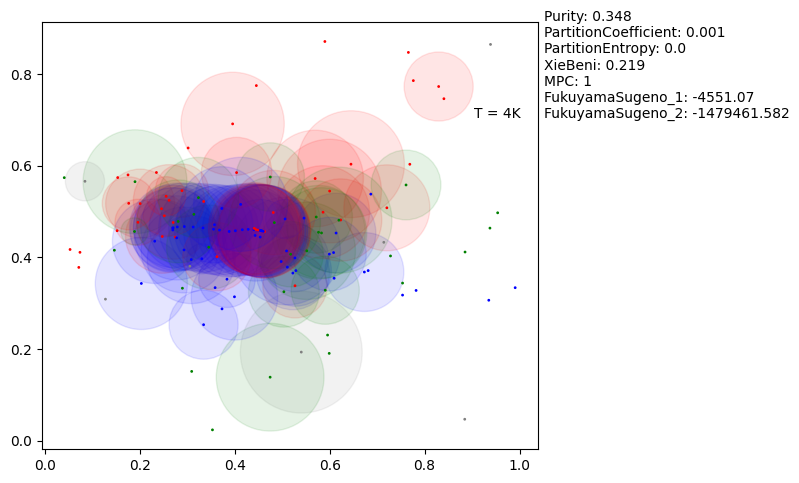 Purity: 0.348
PartitionCoefficient: 0.001
PartitionEntropy: 0.0
XieBeni: 0.219
MPC: 1
FukuyamaSugeno_1: -4551.07
FukuyamaSugeno_2: -1479461.582
T = 4K
0.8
0.6
0.4
0.2
0.0
0.0 0.2 0.4 0.6 0.8 1.0